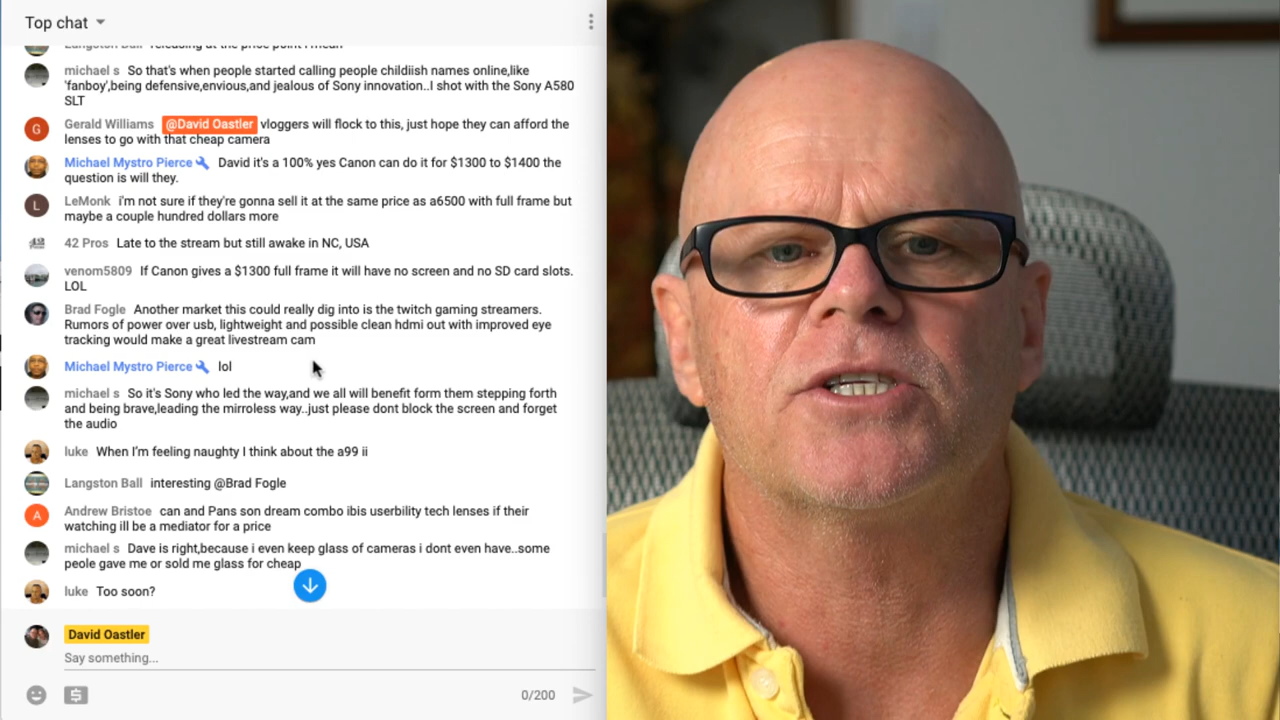 Top chat
Langston Ball releasing at the price point i mean
michael s So that's when people started calling people childiish names online,like
'fanboy',being defensive,envious,and jealous of Sony innovation..I shot with the Sony A580
SLT
G Gerald Williams @David Oastler vloggers will flock to this, just hope they can afford the
lenses to go with that cheap camera
Michael Mystro Pierce David it's a 100% yes Canon can do it for $1300 to $1400 the
question is will they.
L LeMonk i'm not sure if they're gonna sell it at the same price as a6500 with full frame but
maybe a couple hundred dollars more
42 Pros Late to the stream but still awake in NC, USA
venom5809 If Canon gives a $1300 full frame it will have no screen and no SD card slots.
LOL
Brad Fogle Another market this could really dig into is the twitch gaming streamers.
Rumors of power over usb, lightweight and possible clean hdmi out with improved eye
tracking would make a great livestream cam
Michael Mystro Pierce lol
michael s So it's Sony who led the way,and we all will benefit form them stepping forth
and being brave,leading the mirroless way..just please dont block the screen and forget
the audio
luke When I'm feeling naughty I think about the a99 ii
Langston Ball interesting @Brad Fogle
A Andrew Bristoe can and Pans son dream combo ibis userbility tech lenses if their
watching ill be a mediator for a price
michael s Dave is right,because i even keep glass of cameras i dont even have..some
peole gave me or sold me glass for cheap
luke Too soon?
David Oastler
Say something...
0/200